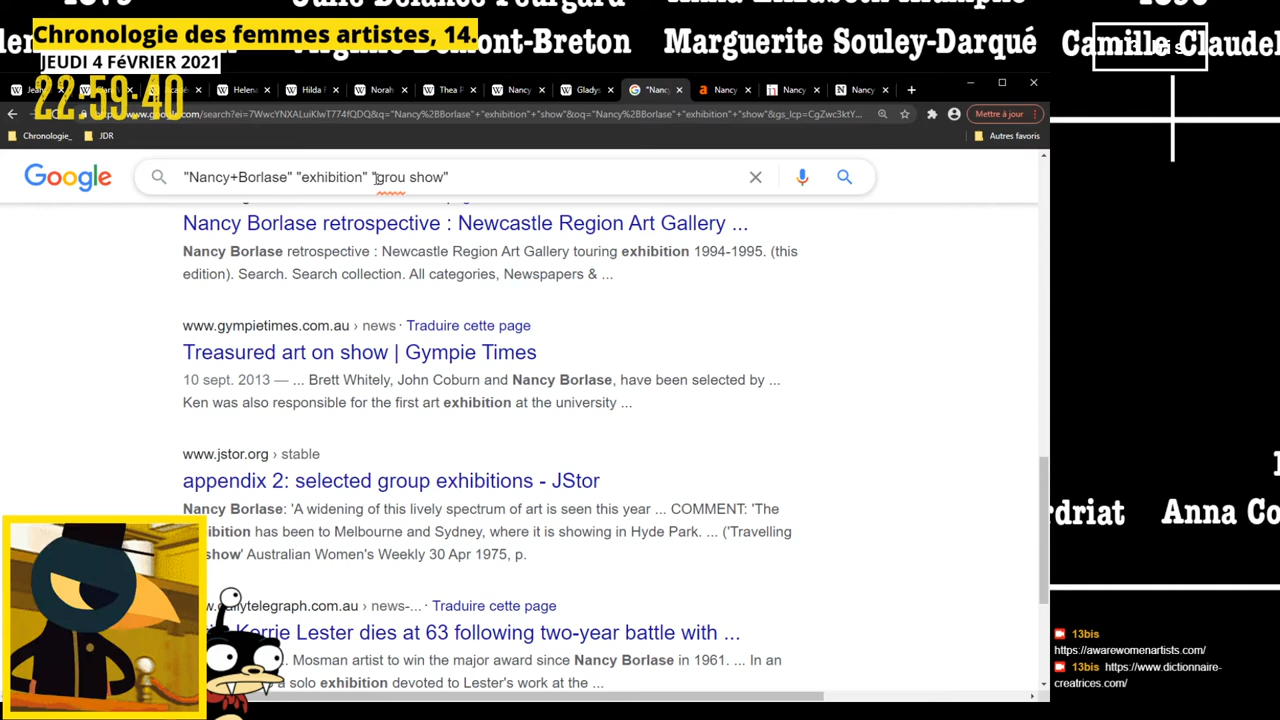 Chronologie des femmes artistes, 14.
JEUDI 4 FéVRIER 2021
22:59:40
Marguerite Souley-Darqué
Camille Claudel
Google
"Nancy+Borlase" "exhibition" "grou show"
Mettre à jour
Chronologie_
JDR
Autres favoris
Nancy Borlase retrospective : Newcastle Region Art Gallery ...
Nancy Borlase retrospective : Newcastle Region Art Gallery touring exhibition 1994-1995. (this
edition). Search. Search collection. All categories, Newspapers & ...
www.gympietimes.com.au › news · Traduire cette page
Treasured art on show | Gympie Times
10 sept. 2013 — ... Brett Whitely, John Coburn and Nancy Borlase, have been selected by ...
Ken was also responsible for the first art exhibition at the university ...
www.jstor.org › stable
appendix 2: selected group exhibitions - JStor
Nancy Borlase: 'A widening of this lively spectrum of art is seen this year ... COMMENT: 'The
hibition has been to Melbourne and Sydney, where it is showing in Hyde Park. ... ('Travelling
show' Australian Women's Weekly 30 Apr 1975, p.
telegraph.com.au › news-... · Traduire cette page
Kerrie Lester dies at 63 following two-year battle with ...
Mosman artist to win the major award since Nancy Borlase in 1961. ... In an
a solo exhibition devoted to Lester's work at the ...
rdriat
Anna Co
13bis
https://awarewomenartists.com/
13bis https://www.dictionnaire-
creatrices.com/